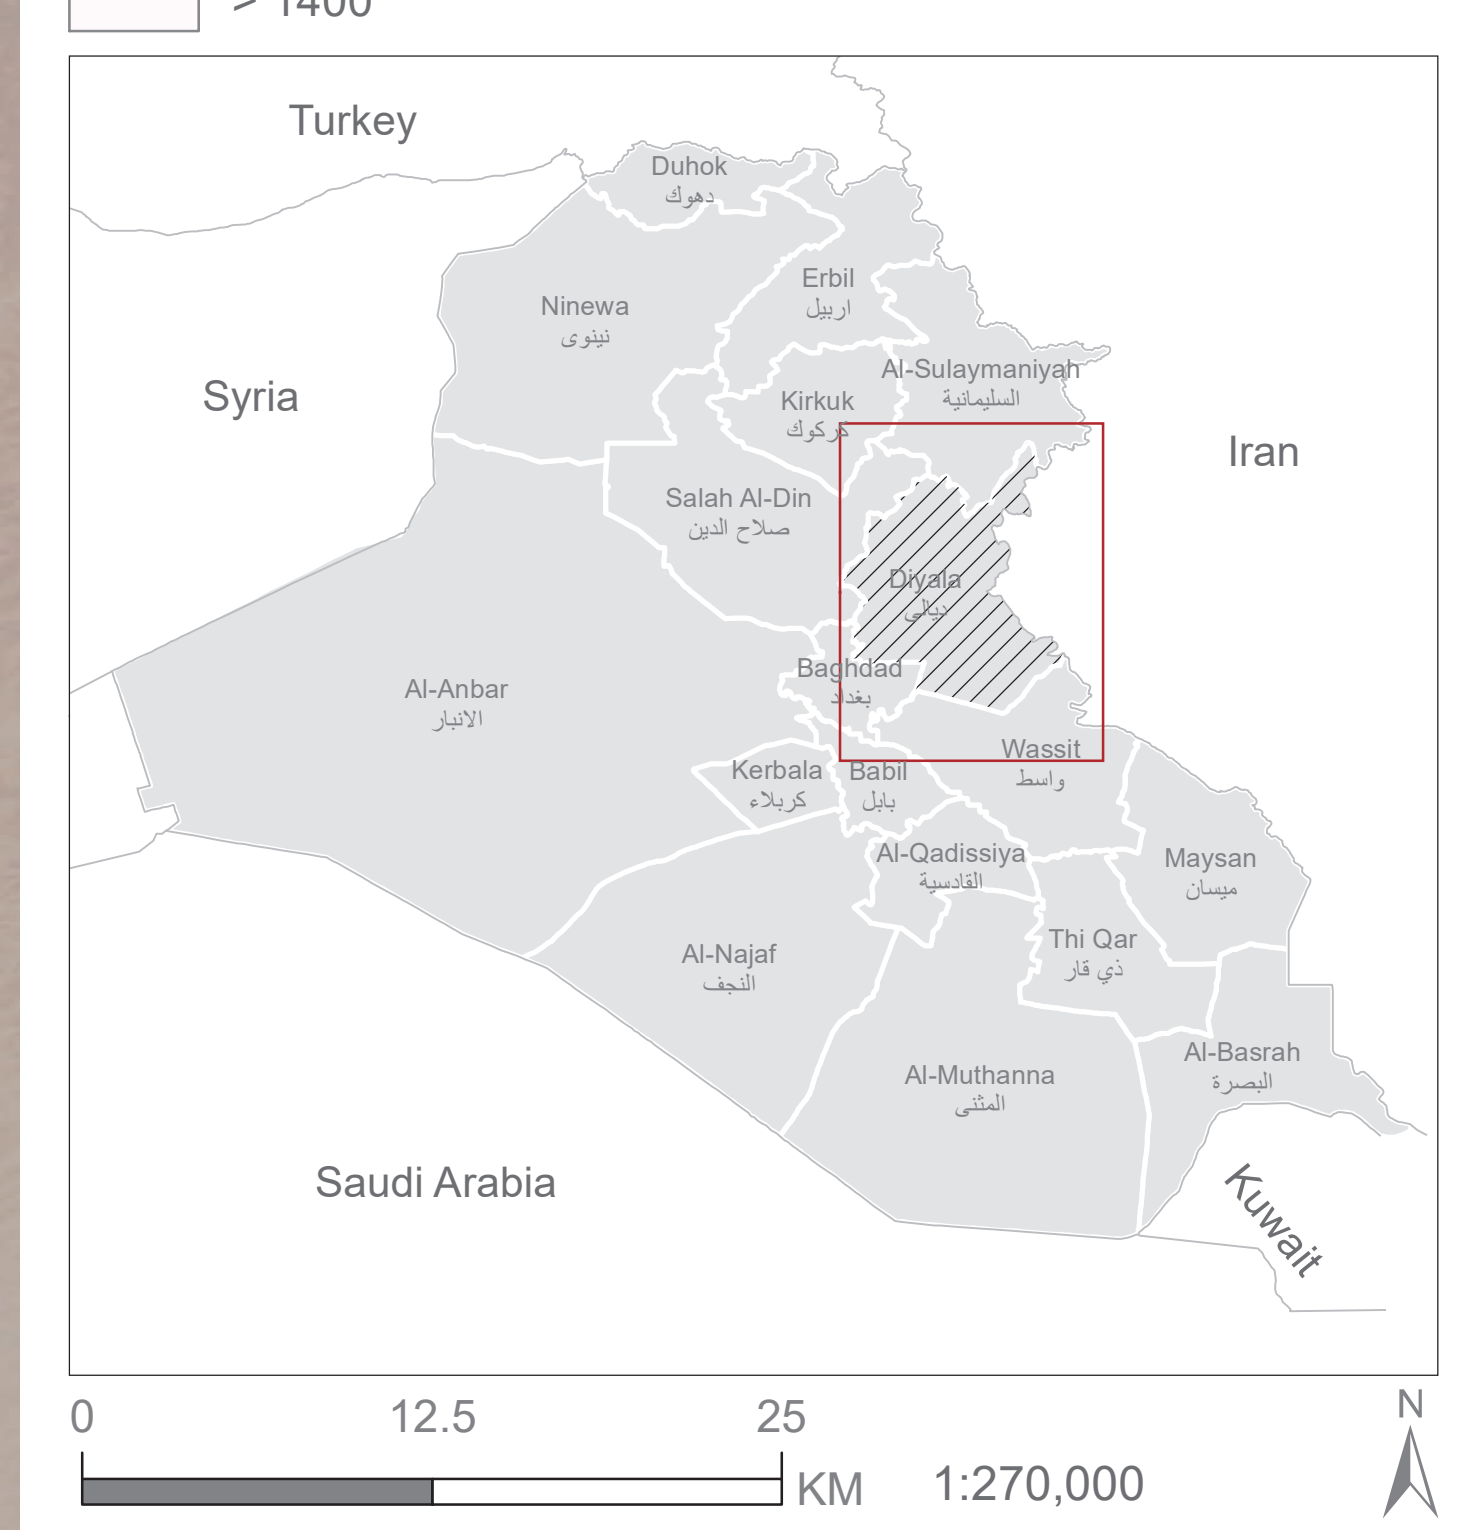 > 1400
Turkey
Duhok
دهوك
Erbil
اربيل
Ninewa
نينوى
Al-Sulaymaniyah
السليمانية
Syria
Kirkuk
كركوك
Iran
Salah Al-Din
صلاح الدين
Diyala
ديالى
Baghdad
بغداد
Al-Anbar
الانبار
Wassit
واسط
Kerbala
كربلاء
Babil
بابل
Al-Qadissiya
القادسية
Maysan
ميسان
Thi Qar
ذي قار
Al-Najaf
النجف
Al-Basrah
البصرة
Al-Muthanna
المثنى
Saudi Arabia
Kuwait
0 12.5 25
N
KM 1:270,000